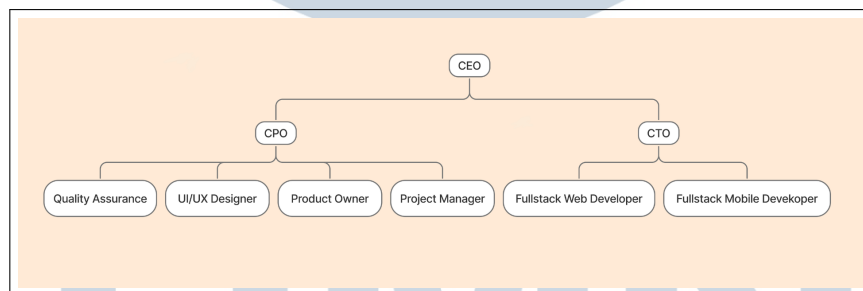 CEO
CPO
CTO
Quality Assurance
UI/UX Designer
Product Owner
Project Manager
Fullstack Web Developer
Fullstack Mobile Devekoper